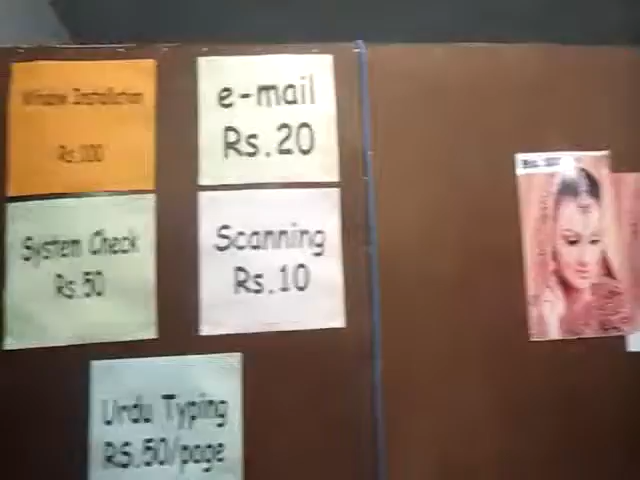 Window Installation
Rs.100
e-mail
Rs.20
System Check
Rs.50
Scanning
Rs.10
Urdu Typing
RS.50/page